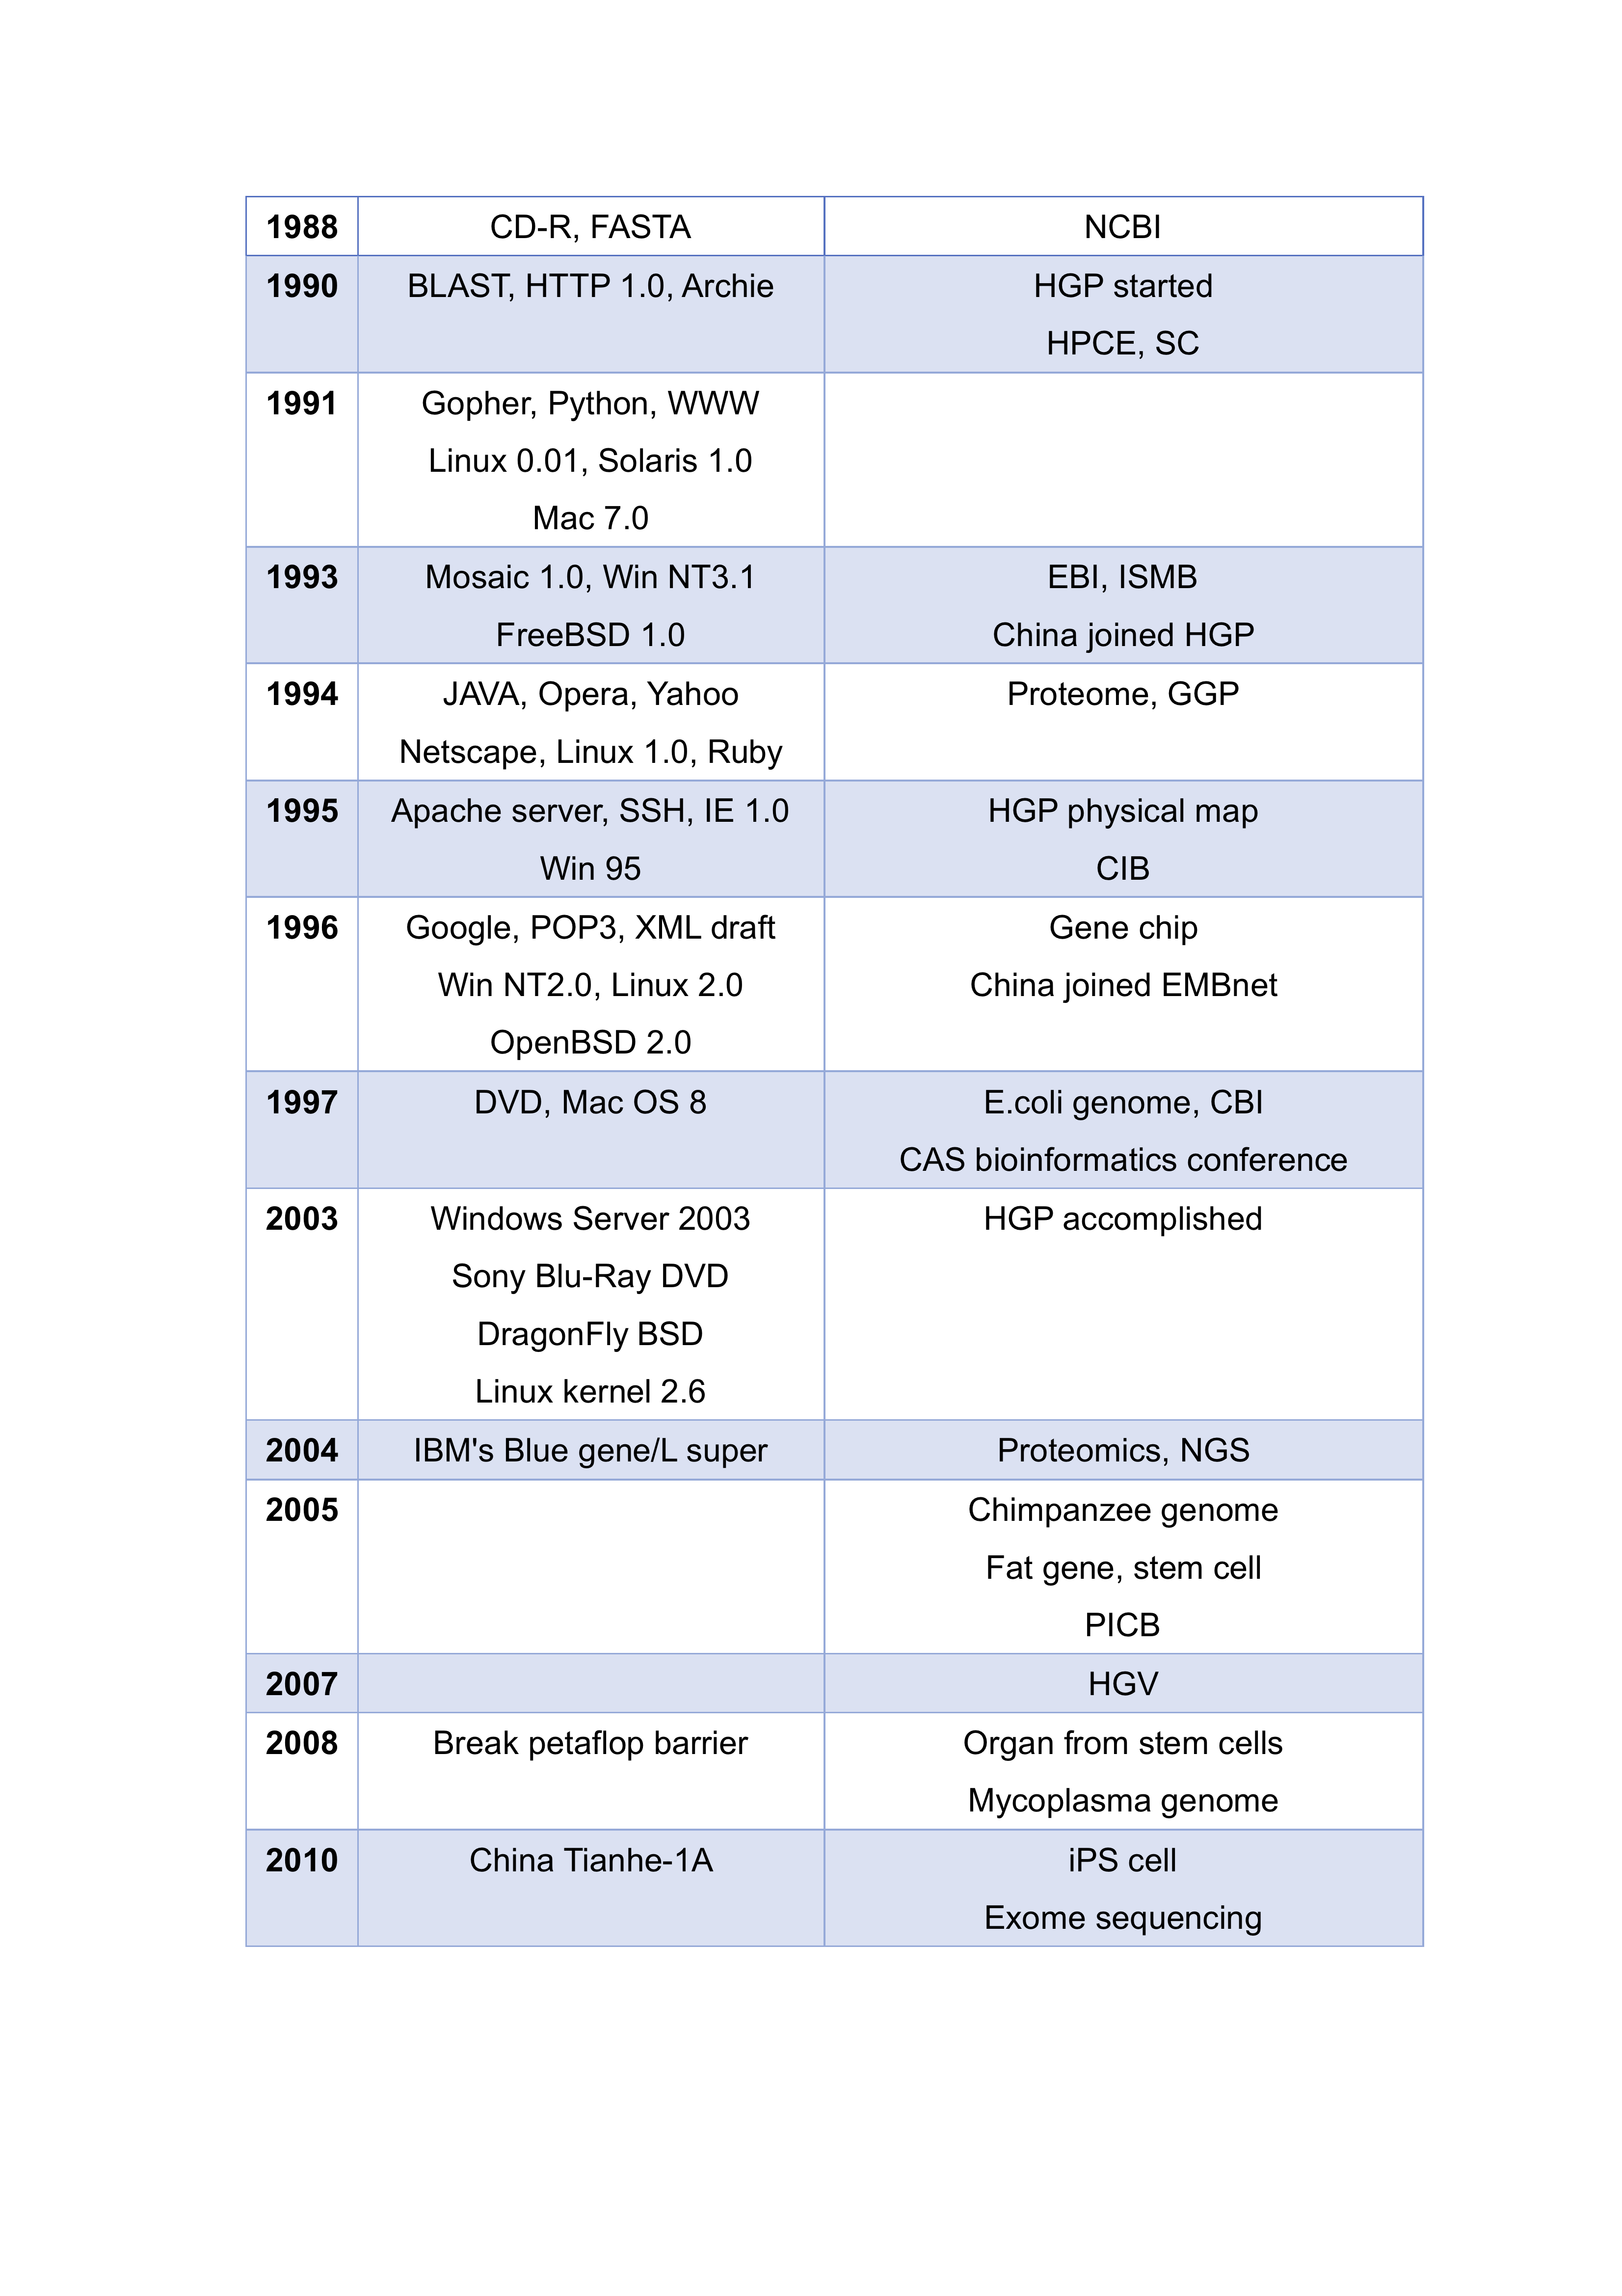 1988 CD-R, FASTA NCBI
1990 BLAST, HTTP 1.0, Archie HGP started
HPCE, SC
1991 Gopher, Python, WWW
Linux 0.01, Solaris 1.0
Mac 7.0
1993 Mosaic 1.0, Win NT3.1 EBI, ISMB
FreeBSD 1.0 China joined HGP
1994 JAVA, Opera, Yahoo Proteome, GGP
Netscape, Linux 1.0, Ruby
1995 Apache server, SSH, IE 1.0 HGP physical map
Win 95 CIB
1996 Google, POP3, XML draft Gene chip
Win NT2.0, Linux 2.0 China joined EMBnet
OpenBSD 2.0
1997 DVD, Mac OS 8 E.coli genome, CBI
CAS bioinformatics conference
2003 Windows Server 2003 HGP accomplished
Sony Blu-Ray DVD
DragonFly BSD
Linux kernel 2.6
2004 IBM's Blue gene/L super Proteomics, NGS
2005 Chimpanzee genome
Fat gene, stem cell
PICB
2007 HGV
2008 Break petaflop barrier Organ from stem cells
Mycoplasma genome
2010 China Tianhe-1A iPS cell
Exome sequencing